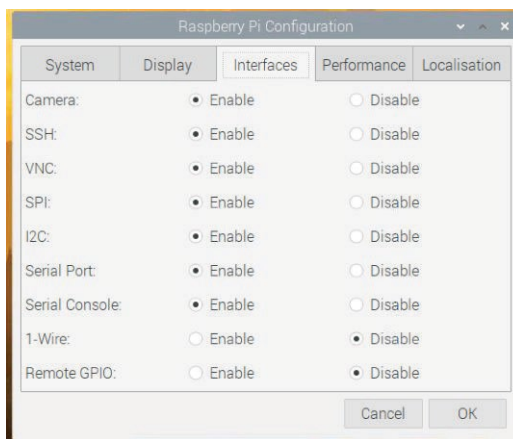 Raspberry Pi Configuration
System Display Interfaces Performance Localisation
Camera: Enable Disable
SSH: Enable Disable
VNC: Enable Disable
SPI: Enable Disable
I2C: Enable Disable
Serial Port: Enable Disable
Serial Console: Enable Disable
1-Wire: Enable Disable
Remote GPIO: Enable Disable
Cancel OK